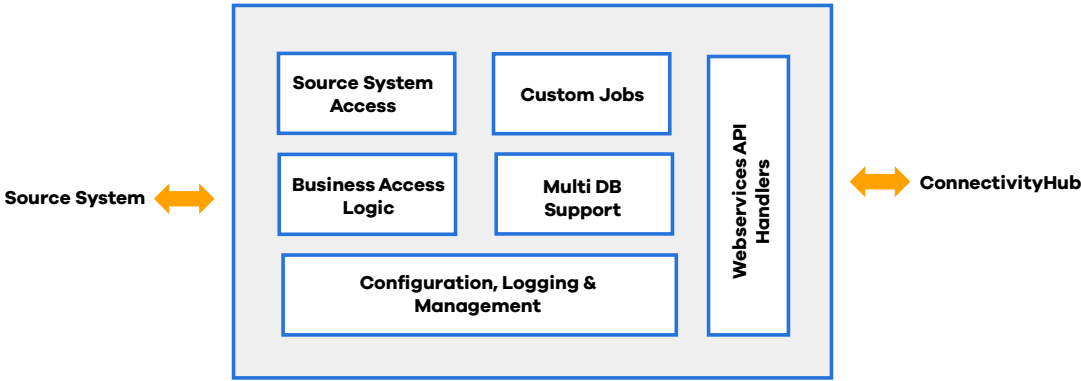 Source System
Source System
Access
Custom Jobs
Business Access
Logic
Multi DB
Support
Configuration, Logging &
Management
Webservices API
Handlers
ConnectivityHub